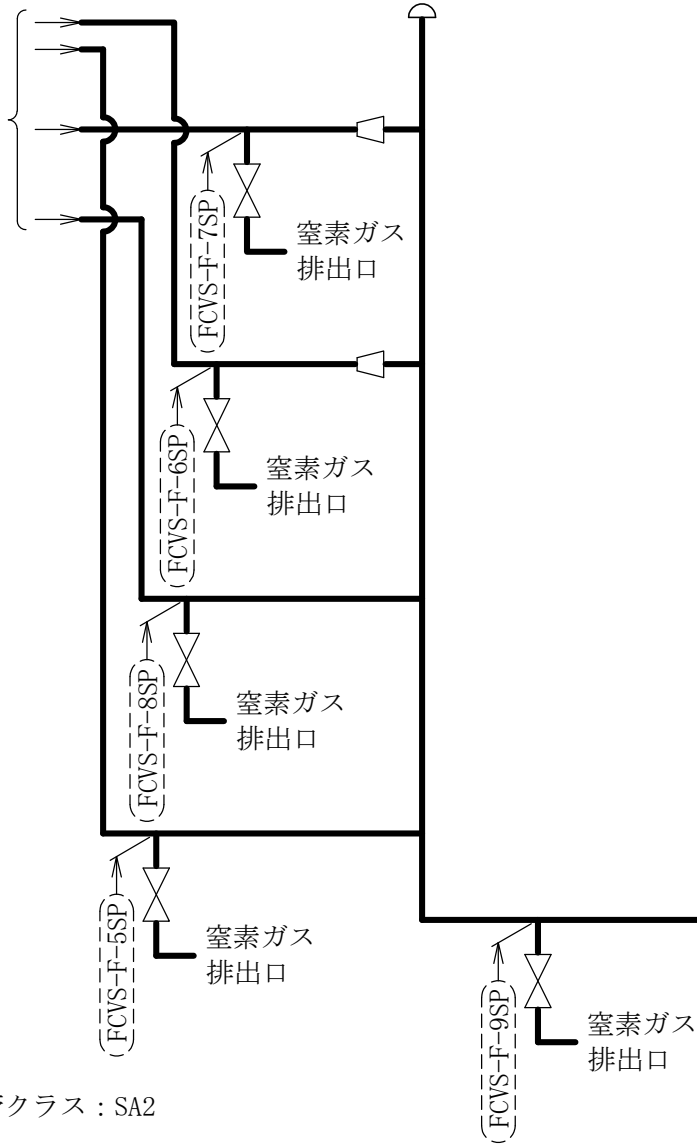 FCVS-F-7SP
窒素ガス
排出口
FCVS-F-6SP
窒素ガス
排出口
FCVS-F-8SP
窒素ガス
排出口
FCVS-F-5SP
窒素ガス
排出口
FCVS-F-9SP
窒素ガス
排出口
クラス：SA2